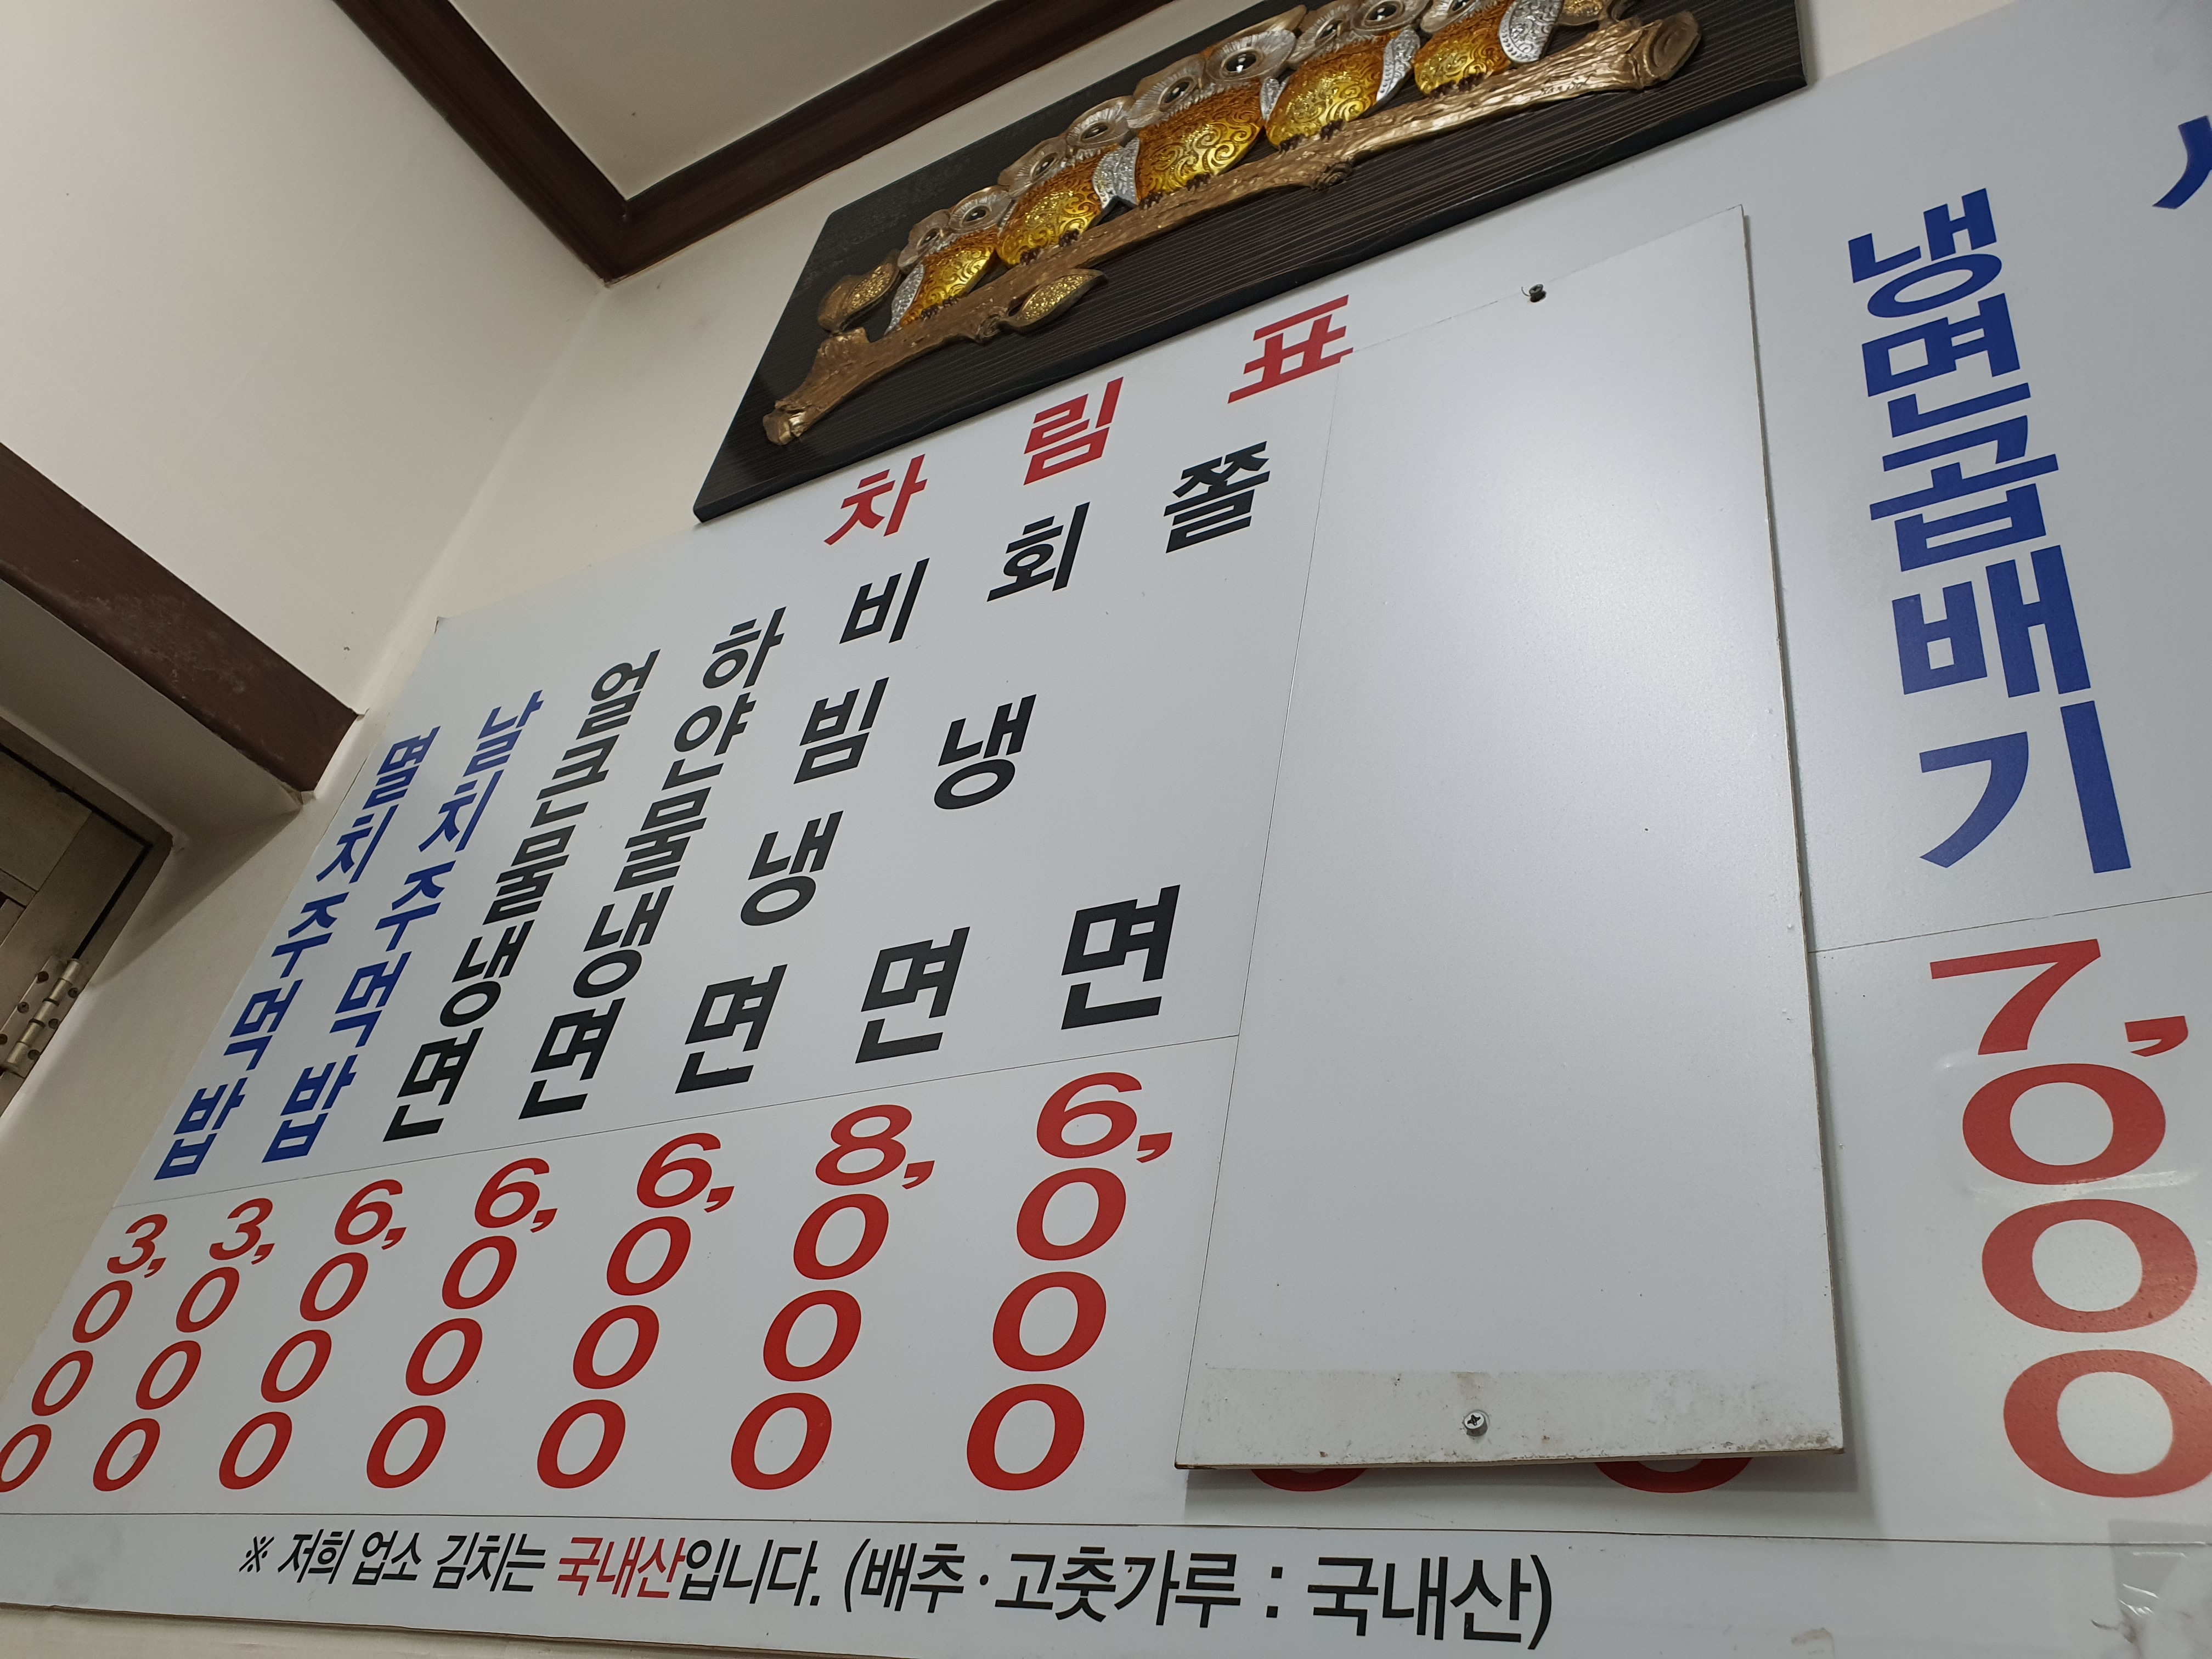 차림표
멸치주먹밥 3,000
날치주먹밥 3,000
얼큰물냉면 6,000
하얀물냉면 6,000
비빔냉면 6,000
회냉면 8,000
쫄면 6,000
냉면곱배기 7,000
※ 저희 업소 김치는 국내산입니다. (배추·고춧가루 : 국내산)